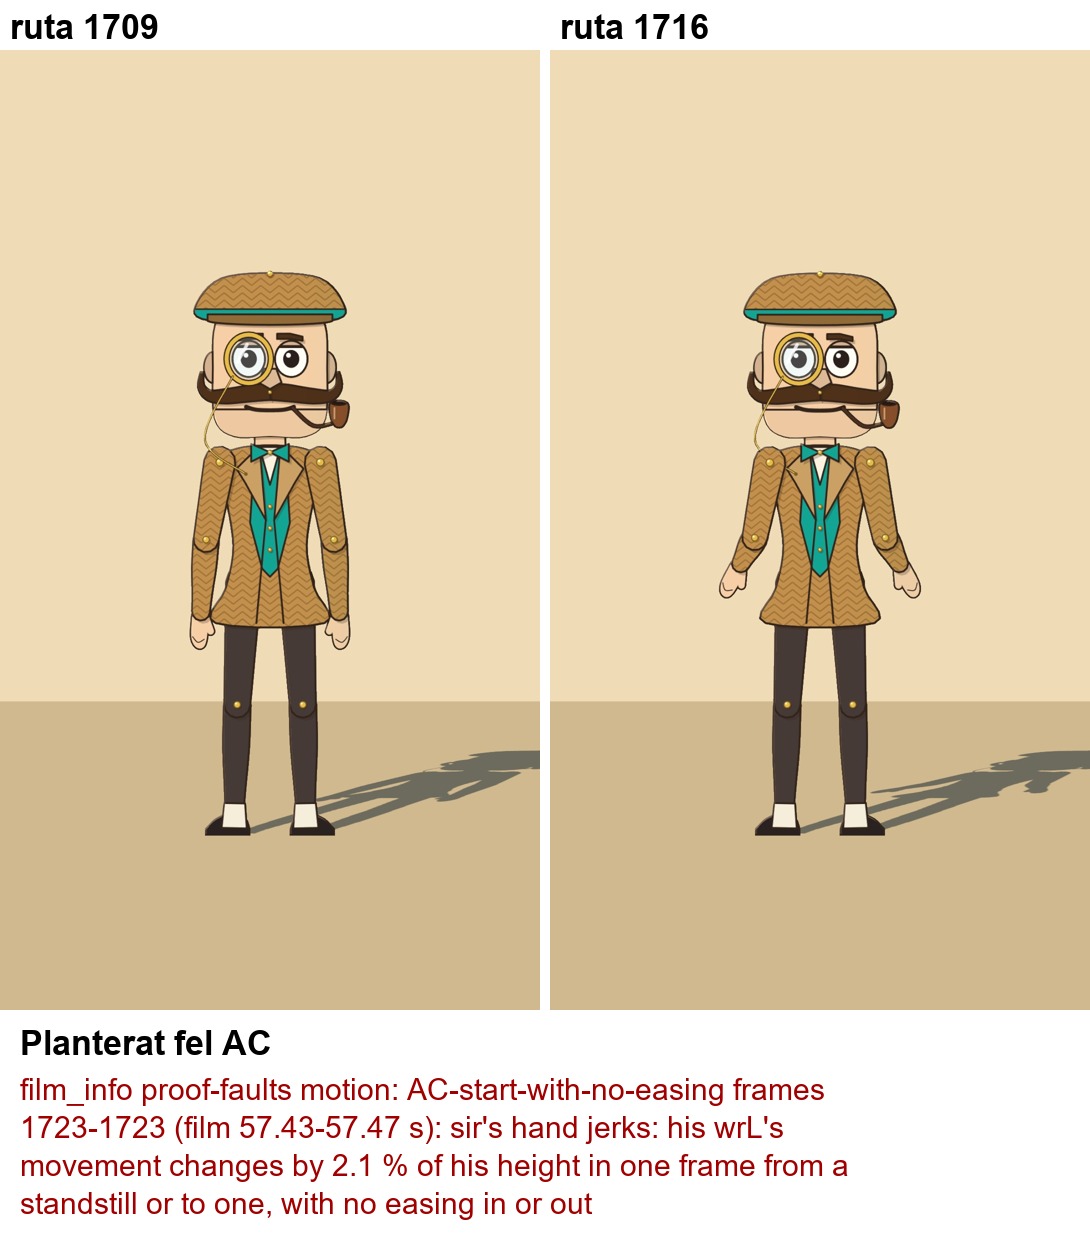 ruta 1709
ruta 1716
Planterat fel AC
film_info proof-faults motion: AC-start-with-no-easing frames
1723-1723 (film 57.43-57.47 s): sir's hand jerks: his wrL's
movement changes by 2.1 % of his height in one frame from a
standstill or to one, with no easing in or out